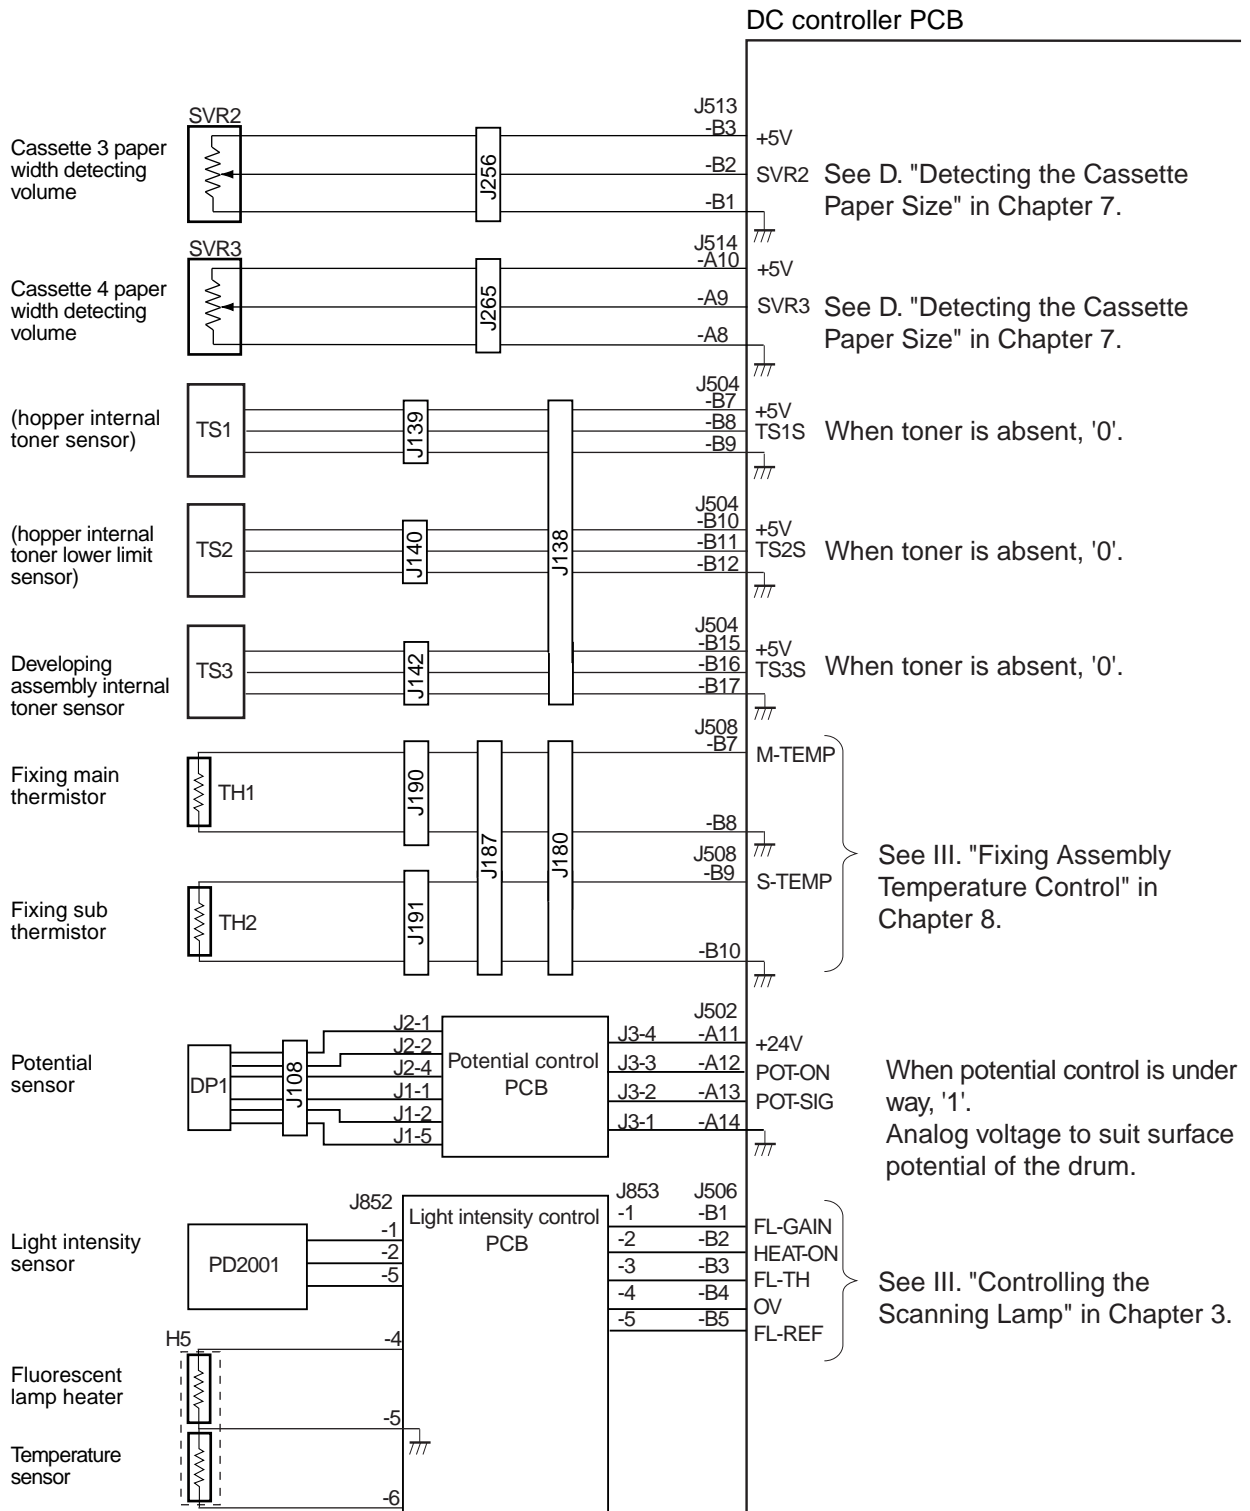 DC controller PCB
SVR2
J513
Cassette 3 paper
width detecting
volume
J256
-B3
+5V
-B2
SVR2
-B1
See D. "Detecting the Cassette
Paper Size" in Chapter 7.
SVR3
J514
Cassette 4 paper
width detecting
volume
J265
-A10
+5V
-A9
SVR3
-A8
See D. "Detecting the Cassette
Paper Size" in Chapter 7.
(hopper internal
toner sensor)
TS1
J139
J504
-B7
+5V
-B8
TS1S
-B9
When toner is absent, '0'.
(hopper internal
toner lower limit
sensor)
TS2
J140
J138
J504
-B10
+5V
-B11
TS2S
-B12
When toner is absent, '0'.
Developing
assembly internal
toner sensor
TS3
J142
J504
-B15
+5V
-B16
TS3S
-B17
When toner is absent, '0'.
Fixing main
thermistor
TH1
J190
J187
J180
J508
-B7
M-TEMP
-B8
Fixing sub
thermistor
TH2
J191
J508
-B9
S-TEMP
-B10
See III. "Fixing Assembly
Temperature Control" in
Chapter 8.
Potential
sensor
DP1
J108
J2-1
J2-2
J2-4
J1-1
J1-2
J1-5
Potential control
PCB
J502
J3-4
-A11
+24V
J3-3
-A12
POT-ON
J3-2
-A13
POT-SIG
J3-1
-A14
When potential control is under
way, '1'.
Analog voltage to suit surface
potential of the drum.
Light intensity
sensor
PD2001
J852
-1
-2
-5
Light intensity control
PCB
J853
J506
-1
-B1
FL-GAIN
-2
-B2
HEAT-ON
-3
-B3
FL-TH
-4
-B4
OV
-5
-B5
FL-REF
See III. "Controlling the
Scanning Lamp" in Chapter 3.
H5
-4
Fluorescent
lamp heater
-5
Temperature
sensor
-6